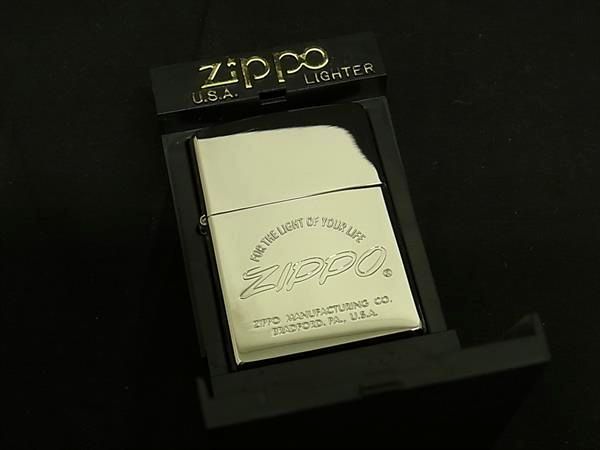 Zippo
U.S.A. LIGHTER
FOR THE LIGHT OF YOUR LIFE
ZIPPO®
ZIPPO MANUFACTURING CO.
BRADFORD, PA., U.S.A.